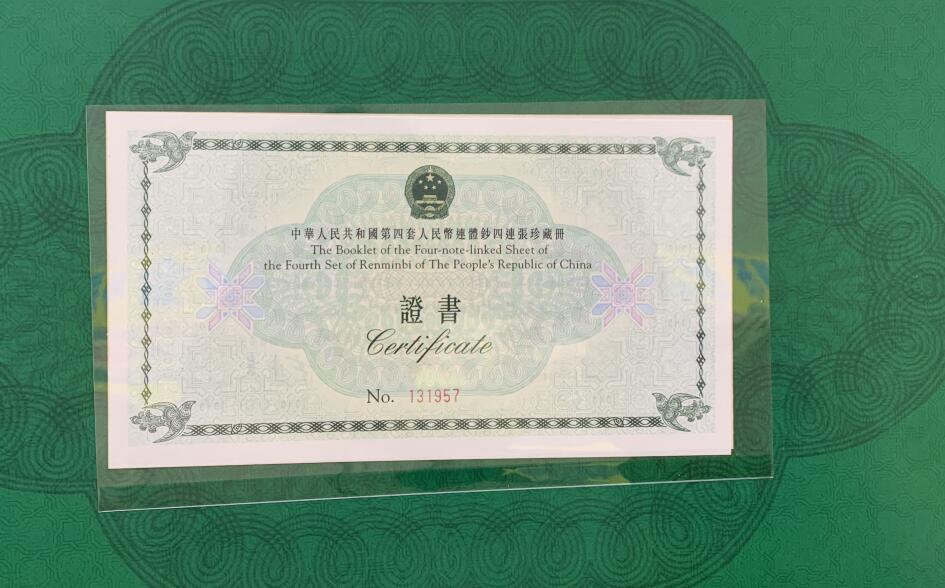 中華人民共和國第四套人民幣連體鈔四連張珍藏冊
The Booklet of the Four-note-linked Sheet of
the Fourth Set of Renminbi of The People's Republic of China
證書
Certificate
No. 131957